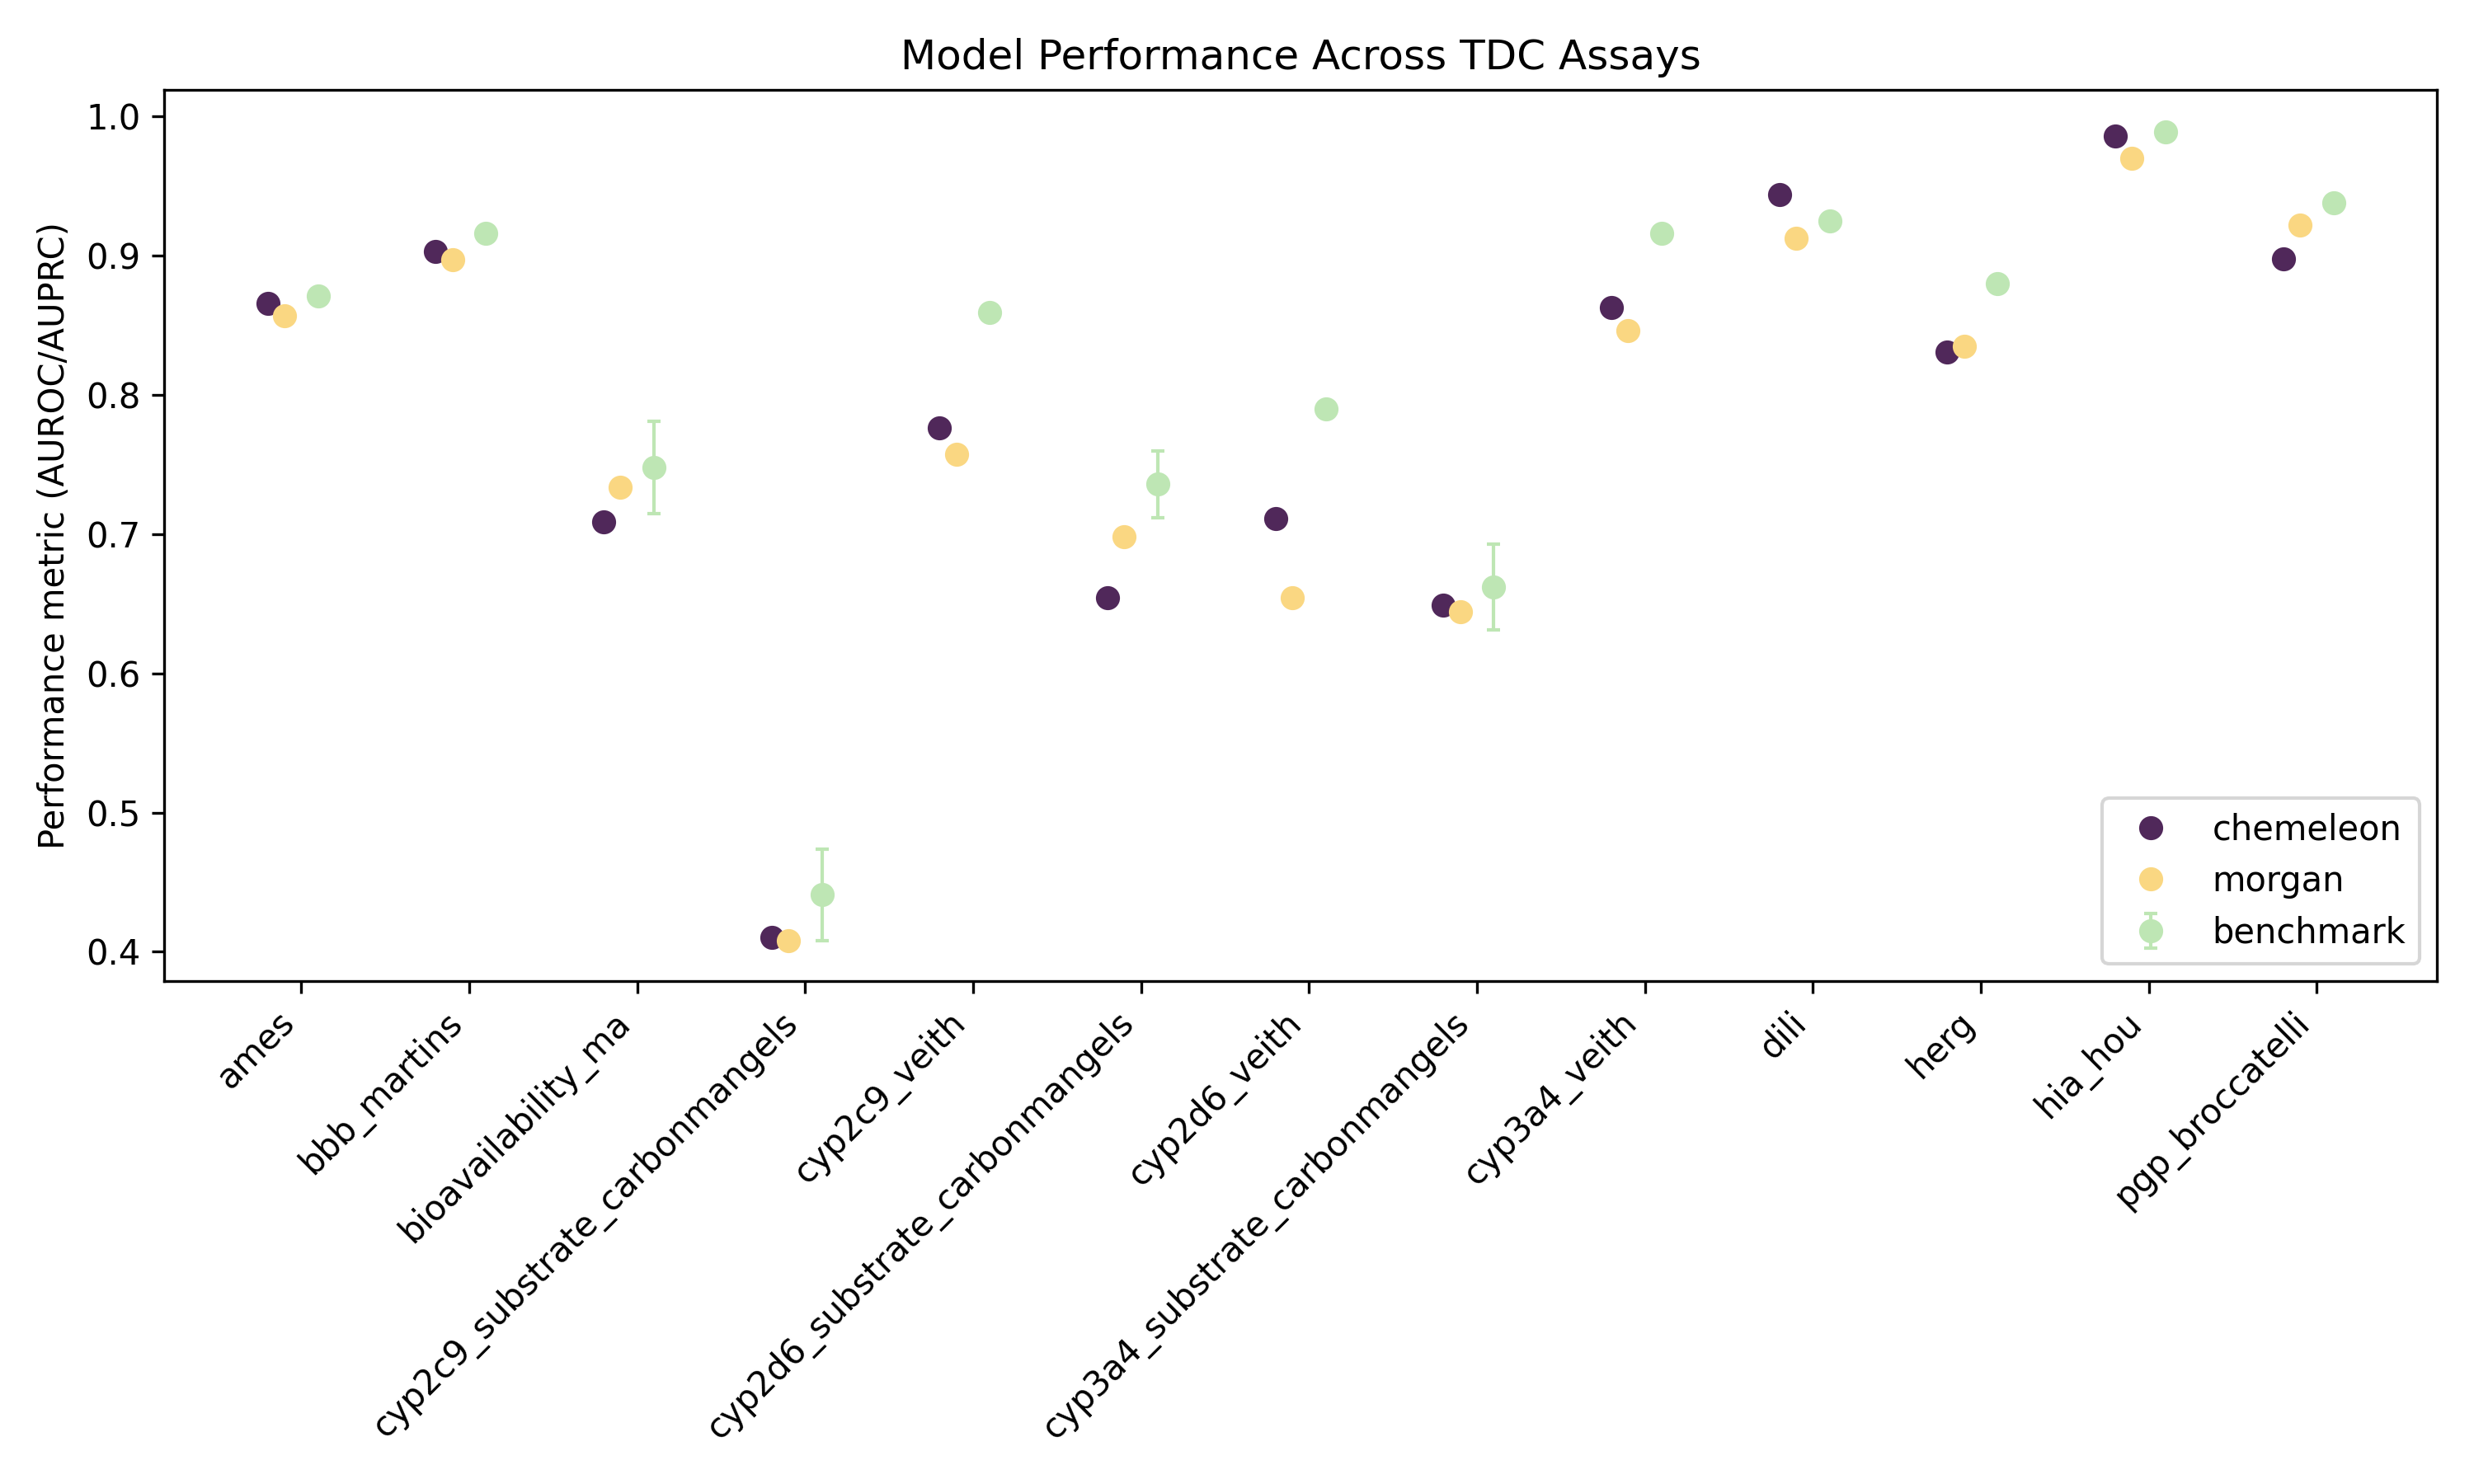 Model Performance Across TDC Assays
Performance metric (AUROC/AUPRC)
1.0
0.9
0.8
0.7
0.6
0.5
0.4
chemeleon
morgan
benchmark
ames
bbb_martins
bioavailability_ma
cyp2c9_substrate_carbonmangels
cyp2c9_veith
cyp2d6_substrate_carbonmangels
cyp2d6_veith
cyp3a4_substrate_carbonmangels
cyp3a4_veith
dili
herg
hia_hou
pgp_broccatelli